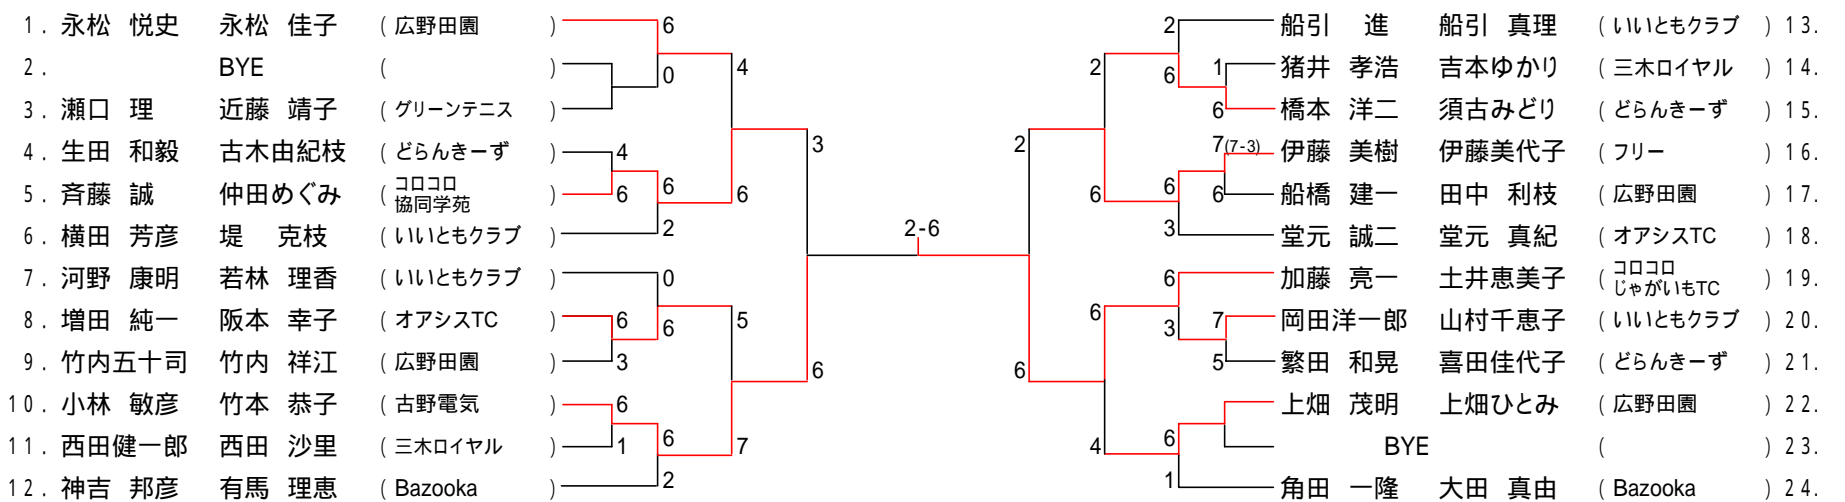 1. 永松 悦史 永松 佳子 ( 広野田園 ) 6
2. BYE ( ) 0 4
3. 瀬口 理 近藤 靖子 ( グリーンテニス )
4. 生田 和毅 古木由紀枝 ( どらんきーず ) 4 3
5. 斉藤 誠 仲田めぐみ ( コロコロ 協同学苑 ) 6 6 6
6. 横田 芳彦 堤 克枝 ( いいともクラブ ) 2
7. 河野 康明 若林 理香 ( いいともクラブ ) 0
8. 増田 純一 阪本 幸子 ( オアシスTC ) 6 6 5
9. 竹内五十司 竹内 祥江 ( 広野田園 ) 3 6
10. 小林 敏彦 竹本 恭子 ( 古野電気 ) 6
11. 西田健一郎 西田 沙里 ( 三木ロイヤル ) 1 6 7
12. 神吉 邦彦 有馬 理恵 ( Bazooka ) 2
2-6
2 船引 進 船引 真理 ( いいともクラブ ) 13.
2 6 1 猪井 孝浩 吉本ゆかり ( 三木ロイヤル ) 14.
6 橋本 洋二 須古みどり ( どらんきーず ) 15.
2 7(7-3) 伊藤 美樹 伊藤美代子 ( フリー ) 16.
6 6 6 船橋 建一 田中 利枝 ( 広野田園 ) 17.
3 堂元 誠二 堂元 真紀 ( オアシスTC ) 18.
6 加藤 亮一 土井恵美子 ( コロコロ じゃがいもTC ) 19.
6 3 7 岡田洋一郎 山村千恵子 ( いいともクラブ ) 20.
6 5 繁田 和晃 喜田佳代子 ( どらんきーず ) 21.
上畑 茂明 上畑ひとみ ( 広野田園 ) 22.
4 6 BYE ( ) 23.
1 角田 一隆 大田 真由 ( Bazooka ) 24.